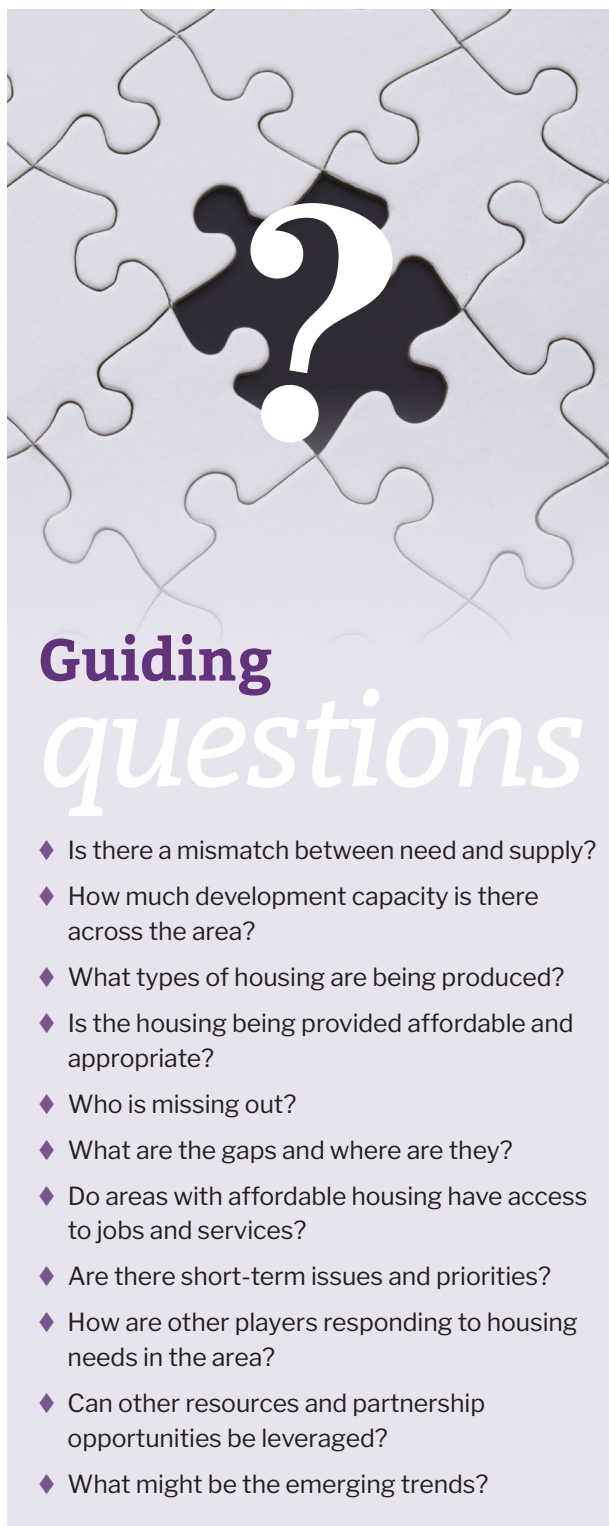 ?
Guiding
questions
♦ Is there a mismatch between need and supply?
♦ How much development capacity is there
across the area?
♦ What types of housing are being produced?
♦ Is the housing being provided affordable and
appropriate?
♦ Who is missing out?
♦ What are the gaps and where are they?
♦ Do areas with affordable housing have access
to jobs and services?
♦ Are there short-term issues and priorities?
♦ How are other players responding to housing
needs in the area?
♦ Can other resources and partnership
opportunities be leveraged?
♦ What might be the emerging trends?